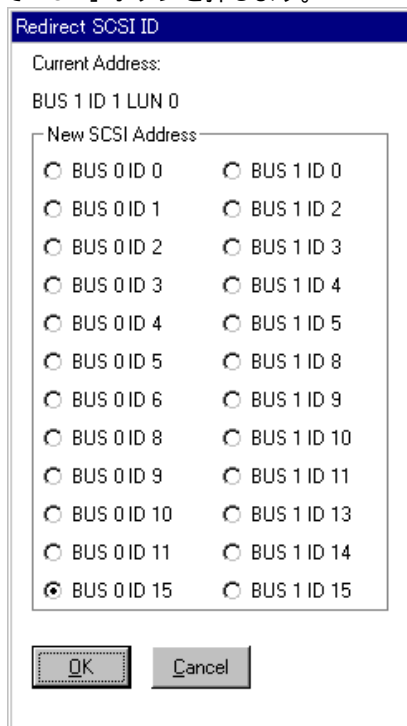 Redirect SCSI ID
Current Address:
BUS 1 ID 1 LUN 0
New SCSI Address
BUS 0 ID 0 BUS 1 ID 0
BUS 0 ID 1 BUS 1 ID 2
BUS 0 ID 2 BUS 1 ID 3
BUS 0 ID 3 BUS 1 ID 4
BUS 0 ID 4 BUS 1 ID 5
BUS 0 ID 5 BUS 1 ID 8
BUS 0 ID 6 BUS 1 ID 9
BUS 0 ID 8 BUS 1 ID 10
BUS 0 ID 9 BUS 1 ID 11
BUS 0 ID 10 BUS 1 ID 13
BUS 0 ID 11 BUS 1 ID 14
BUS 0 ID 15 BUS 1 ID 15
OK Cancel